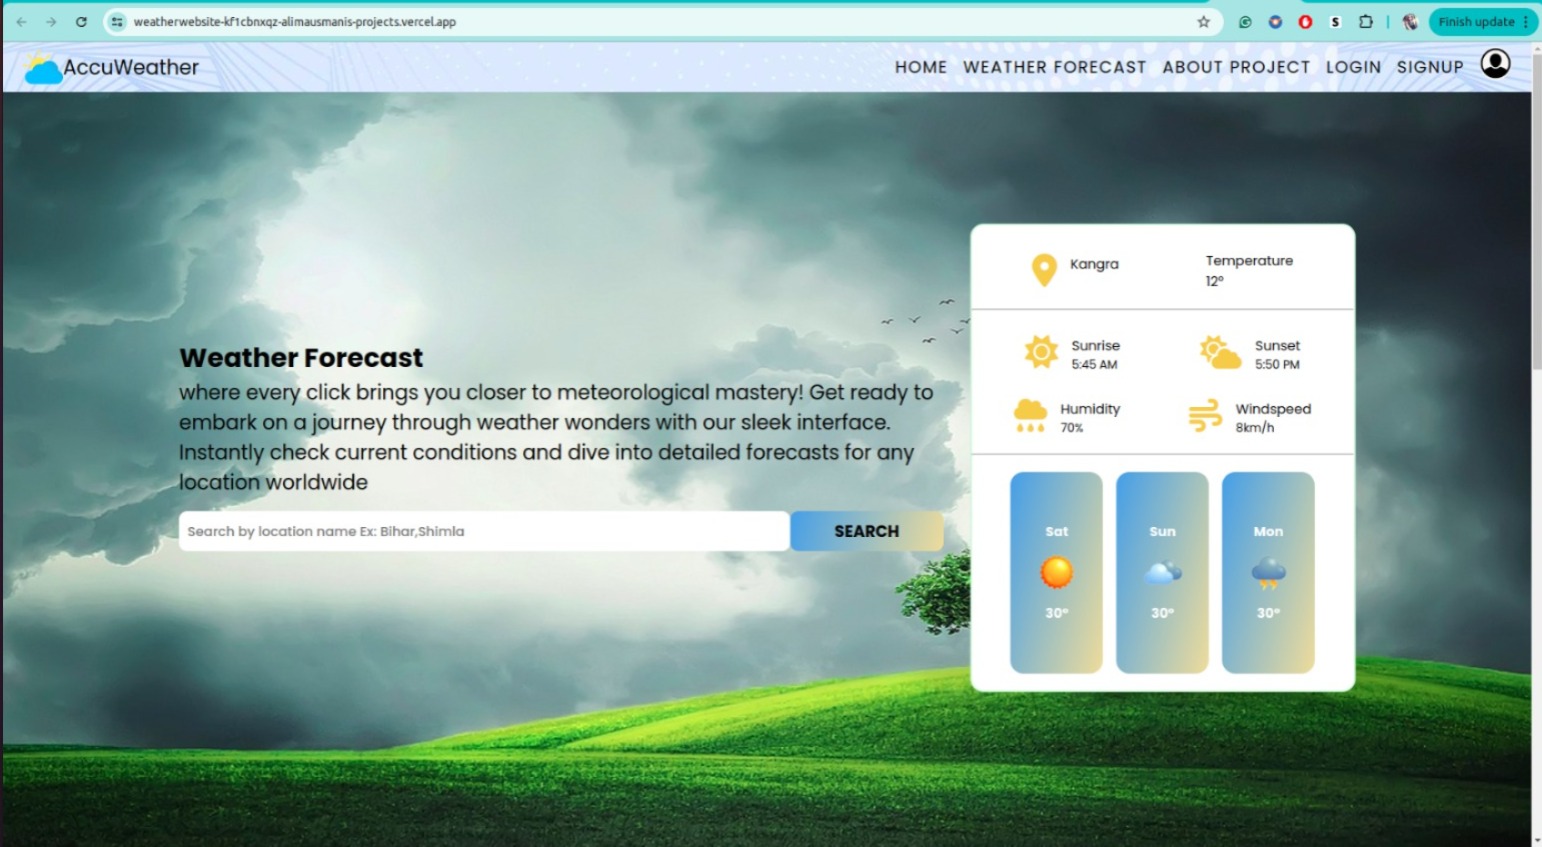 weatherwebsite-kf1cbnxqz-alimausmanis-projects.vercel.app
Finish update
AccuWeather
HOME WEATHER FORECAST ABOUT PROJECT LOGIN SIGNUP
Weather Forecast
where every click brings you closer to meteorological mastery! Get ready to
embark on a journey through weather wonders with our sleek interface.
Instantly check current conditions and dive into detailed forecasts for any
location worldwide
Search by location name Ex: Bihar,Shimla
SEARCH
Kangra
Temperature
12°
Sunrise
5:45 AM
Sunset
5:50 PM
Humidity
70%
Windspeed
8km/h
Sat
30°
Sun
30°
Mon
30°